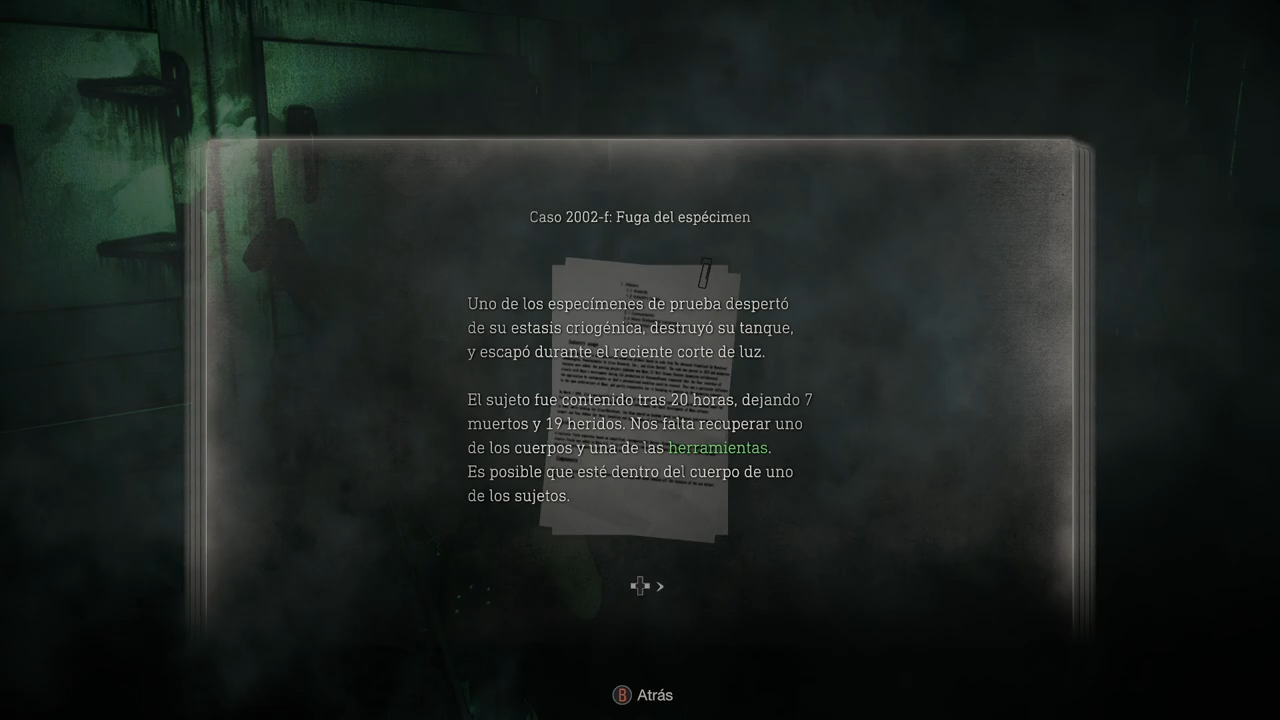 Caso 2002-f: Fuga del espécimen
Uno de los especímenes de prueba despertó
de su estasis criogénica, destruyó su tanque,
y escapó durante el reciente corte de luz.
El sujeto fue contenido tras 20 horas, dejando 7
muertos y 19 heridos. Nos falta recuperar uno
de los cuerpos y una de las herramientas.
Es posible que esté dentro del cuerpo de uno
de los sujetos.
B Atrás